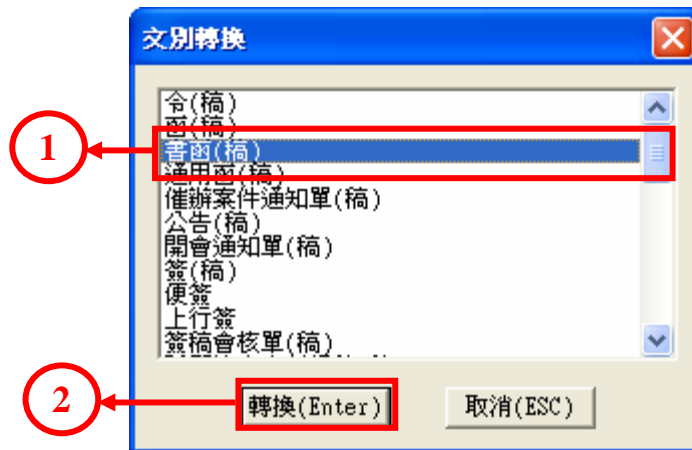 文別轉換
令(稿)
函(稿)
書函(稿)
通用函(稿)
催辦案件通知單(稿)
公告(稿)
開會通知單(稿)
簽(稿)
便簽
上行簽
簽稿會核單(稿)
1
2
轉換(Enter)
取消(ESC)